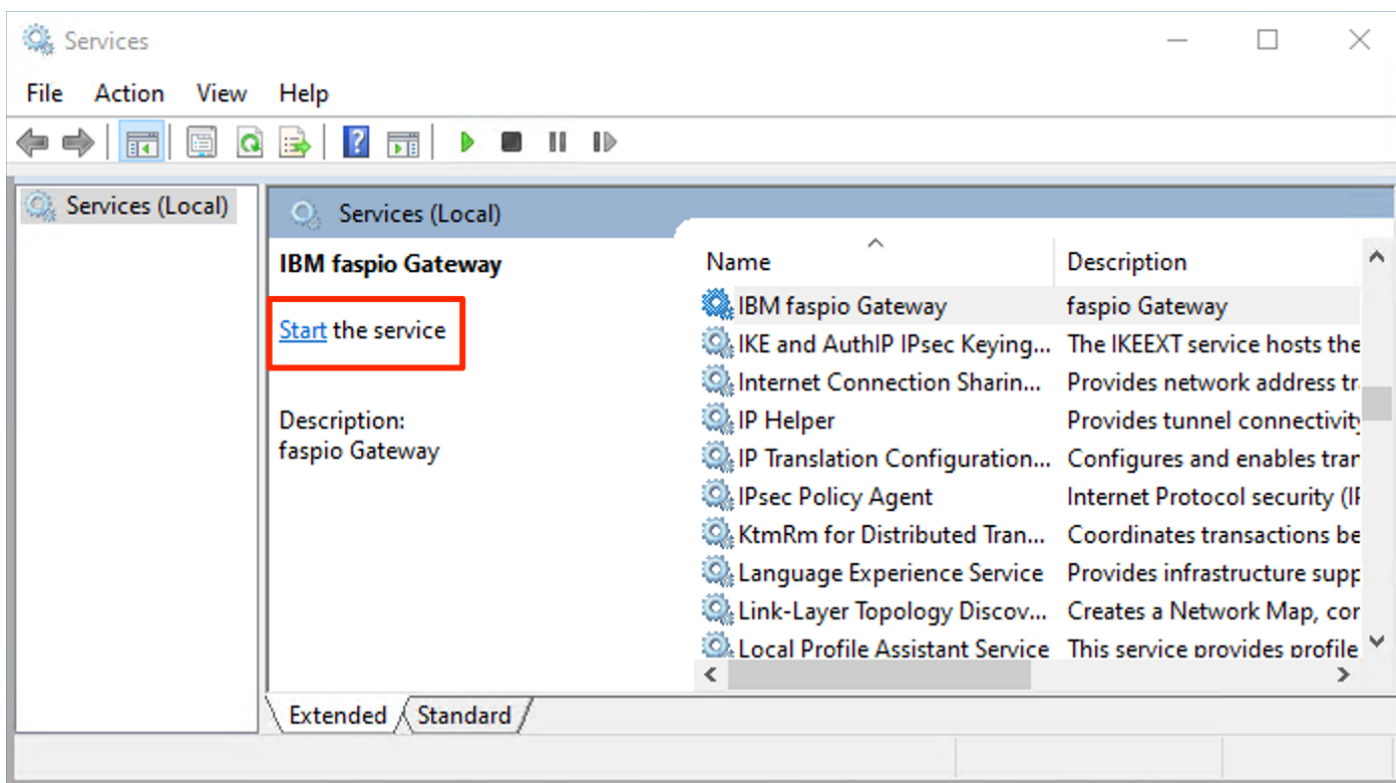 Services
File Action View Help
Services (Local)
Services (Local)
IBM faspio Gateway
Start the service
Description:
faspio Gateway
Name Description
IBM faspio Gateway faspio Gateway
IKE and AuthIP IPsec Keying... The IKEEXT service hosts the
Internet Connection Sharin... Provides network address tr
IP Helper Provides tunnel connectivity
IP Translation Configuration... Configures and enables tran
IPsec Policy Agent Internet Protocol security (IP
KtmRm for Distributed Tran... Coordinates transactions be
Language Experience Service Provides infrastructure supp
Link-Layer Topology Discov... Creates a Network Map, con
Local Profile Assistant Service This service provides profile
Extended Standard